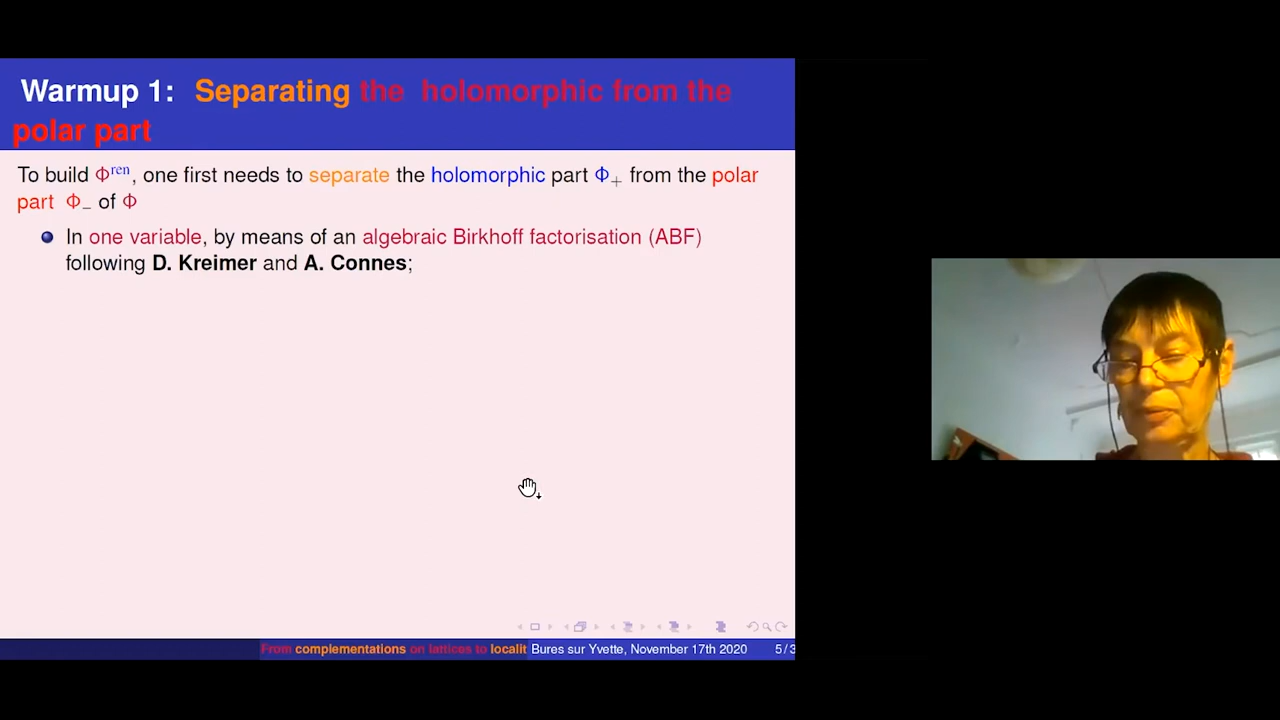 Warmup 1: Separating the holomorphic from the
polar part
To build Φʳᵉⁿ, one first needs to separate the holomorphic part Φ₊ from the polar
part Φ₋ of Φ
In one variable, by means of an algebraic Birkhoff factorisation (ABF)
following D. Kreimer and A. Connes;
From complementations on lattices to localit Bures sur Yvette, November 17th 2020 5/3